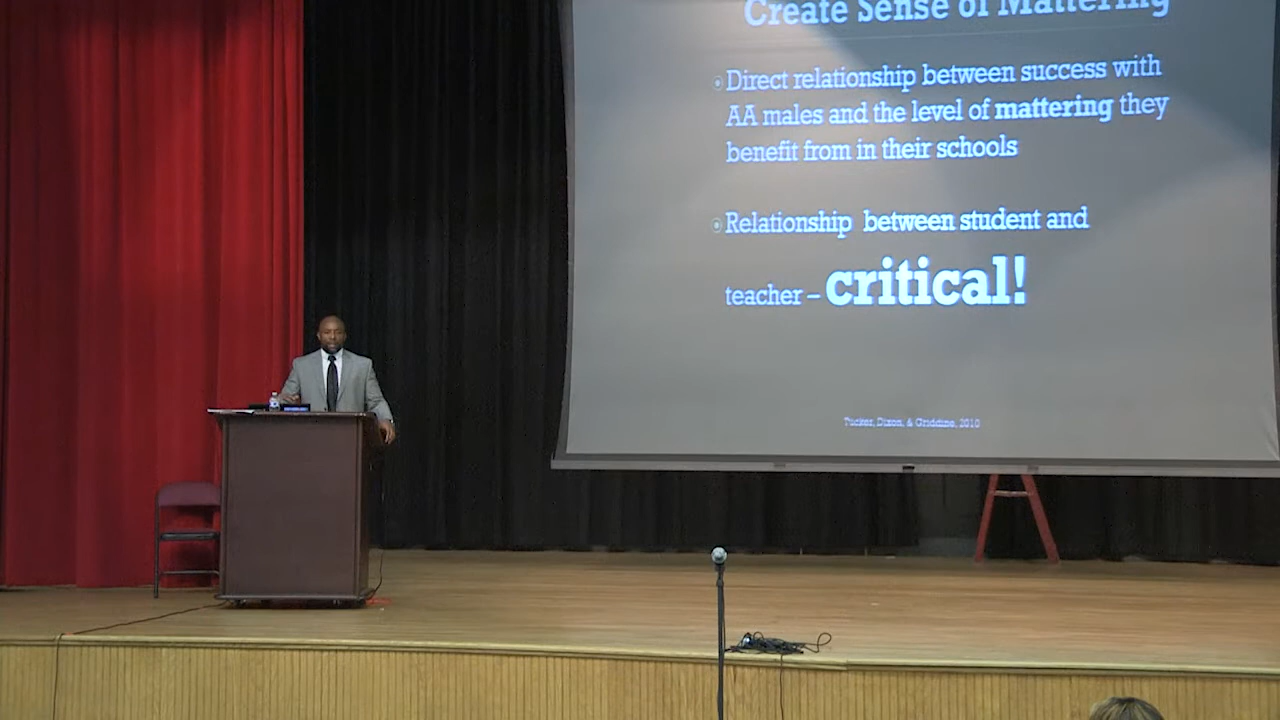 Create Sense of Mattering
Direct relationship between success with
AA males and the level of mattering they
benefit from in their schools
Relationship between student and
teacher – critical!
Tucker, Dixon, & Griddine, 2010